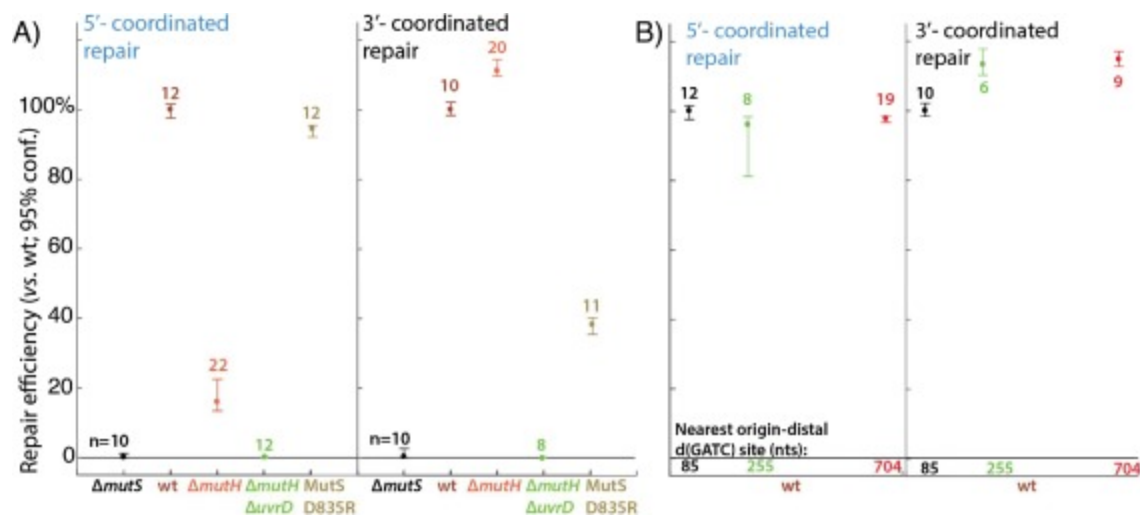 A)
5′- coordinated
repair
3′- coordinated
repair
Repair efficiency (vs. wt; 95% conf.)
100%
80
60
40
20
0
n=10
12
22
12
12
n=10
10
20
8
11
ΔmutS
wt
ΔmutH
ΔmutH
ΔuvrD
MutS
D835R
ΔmutS
wt
ΔmutH
ΔmutH
ΔuvrD
MutS
D835R
B)
5′- coordinated
repair
3′- coordinated
repair
12
8
19
10
6
9
Nearest origin-distal
d(GATC) site (nts):
85
255
704
85
255
704
wt
wt